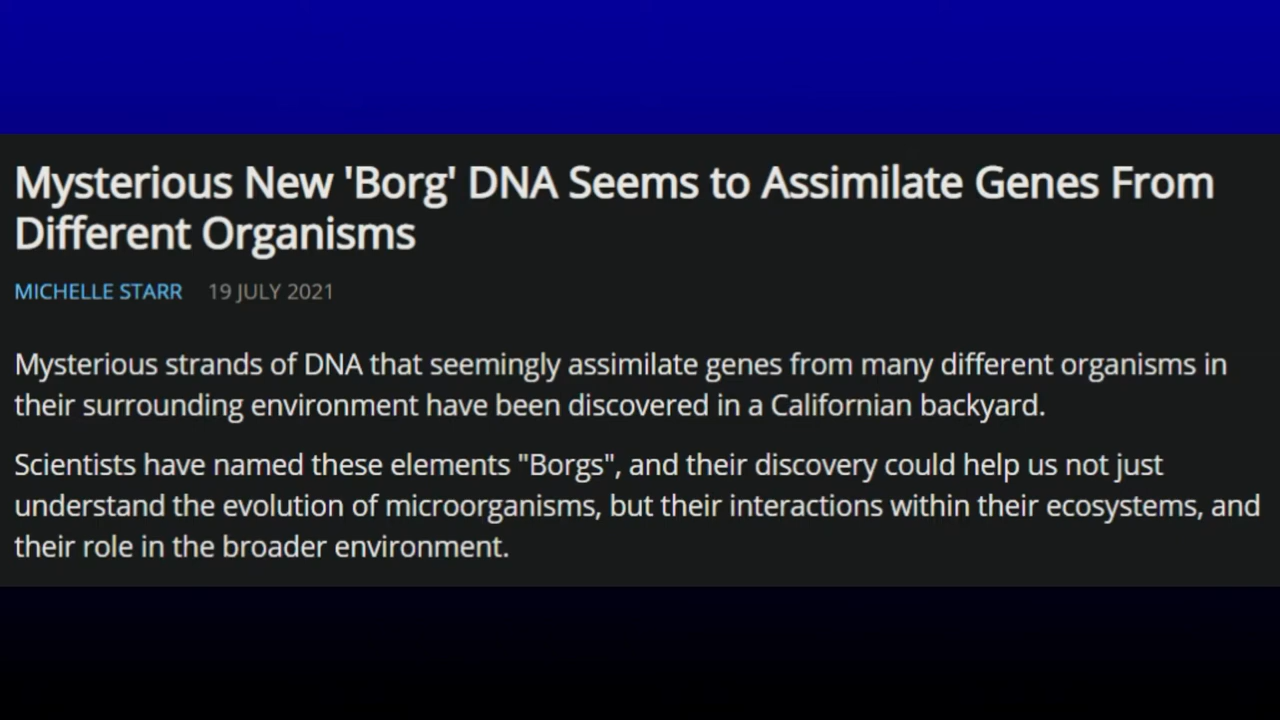 Mysterious New 'Borg' DNA Seems to Assimilate Genes From
Different Organisms
MICHELLE STARR 19 JULY 2021
Mysterious strands of DNA that seemingly assimilate genes from many different organisms in
their surrounding environment have been discovered in a Californian backyard.
Scientists have named these elements "Borgs", and their discovery could help us not just
understand the evolution of microorganisms, but their interactions within their ecosystems, and
their role in the broader environment.